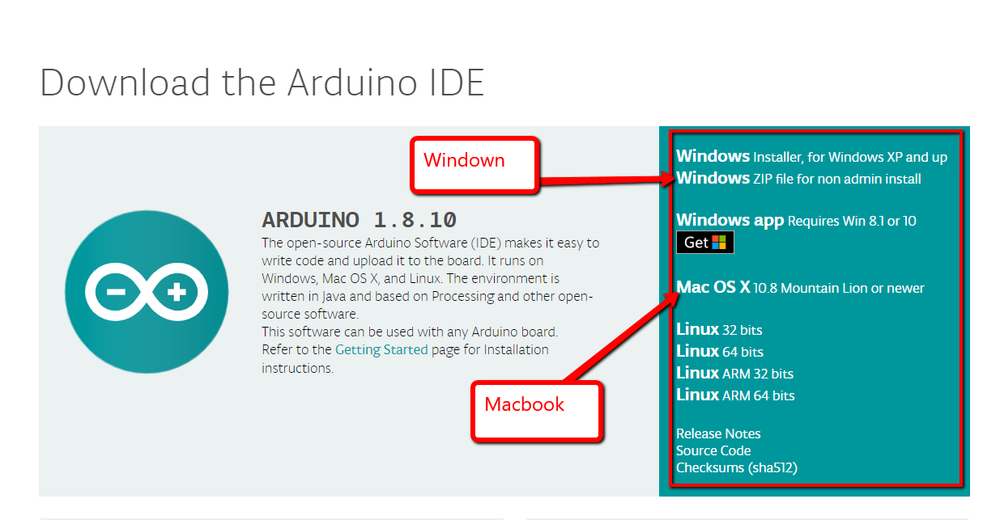 Download the Arduino IDE
Windown
ARDUINO 1.8.10
The open-source Arduino Software (IDE) makes it easy to
write code and upload it to the board. It runs on
Windows, Mac OS X, and Linux. The environment is
written in Java and based on Processing and other open-
source software.
This software can be used with any Arduino board.
Refer to the Getting Started page for Installation
instructions.
Macbook
Windows Installer, for Windows XP and up
Windows ZIP file for non admin install
Windows app Requires Win 8.1 or 10
Get
Mac OS X 10.8 Mountain Lion or newer
Linux 32 bits
Linux 64 bits
Linux ARM 32 bits
Linux ARM 64 bits
Release Notes
Source Code
Checksums (sha512)